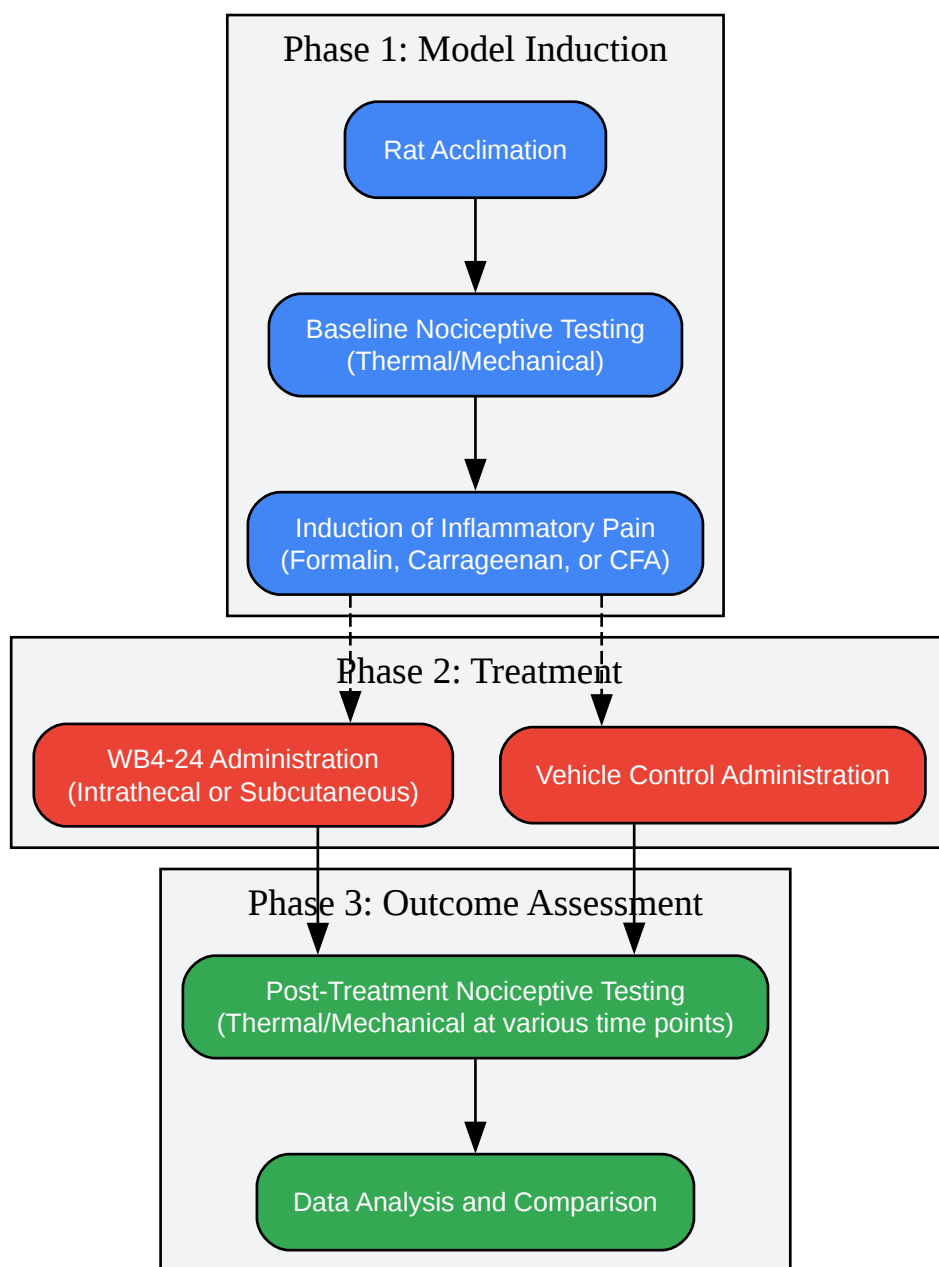 Phase 1: Model Induction
Rat Acclimation
Baseline Nociceptive Testing
(Thermal/Mechanical)
Induction of Inflammatory Pain
(Formalin, Carrageenan, or CFA)
Phase 2: Treatment
WB4-24 Administration
(Intrathecal or Subcutaneous)
Vehicle Control Administration
Phase 3: Outcome Assessment
Post-Treatment Nociceptive Testing
(Thermal/Mechanical at various time points)
Data Analysis and Comparison